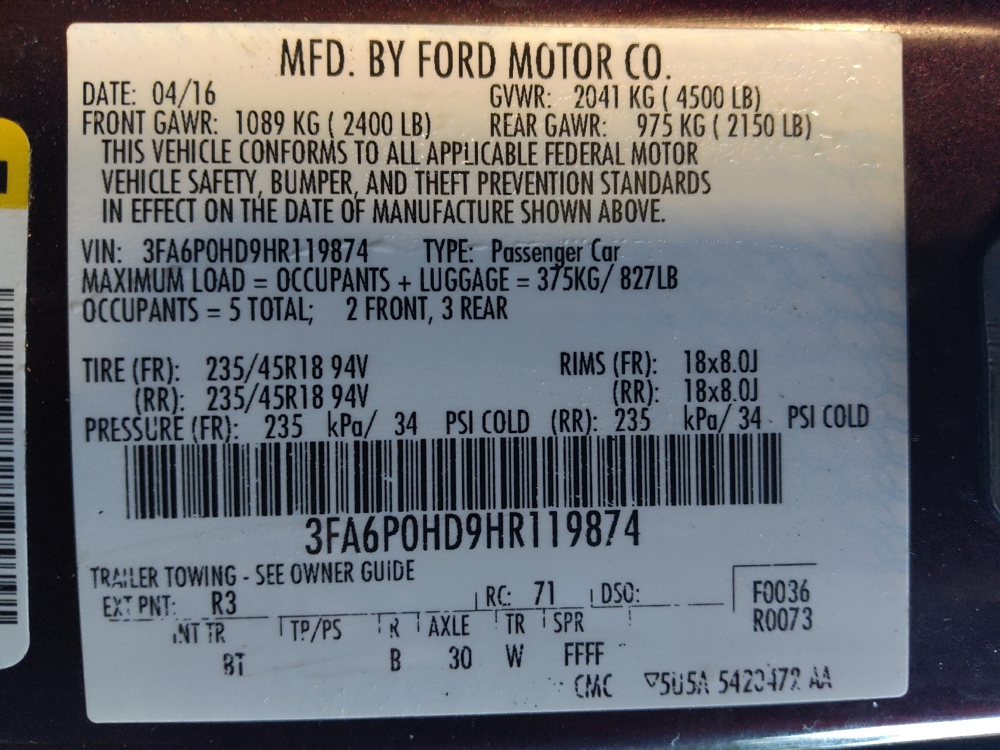 MFD. BY FORD MOTOR CO.
DATE: 04/16 GVWR: 2041 KG ( 4500 LB)
FRONT GAWR: 1089 KG ( 2400 LB) REAR GAWR: 975 KG ( 2150 LB)
THIS VEHICLE CONFORMS TO ALL APPLICABLE FEDERAL MOTOR
VEHICLE SAFETY, BUMPER, AND THEFT PREVENTION STANDARDS
IN EFFECT ON THE DATE OF MANUFACTURE SHOWN ABOVE.
VIN: 3FA6P0HD9HR119874 TYPE: Passenger Car
MAXIMUM LOAD = OCCUPANTS + LUGGAGE = 375KG/ 827LB
OCCUPANTS = 5 TOTAL; 2 FRONT, 3 REAR
TIRE (FR): 235/45R18 94V RIMS (FR): 18x8.0J
(RR): 235/45R18 94V (RR): 18x8.0J
PRESSURE (FR): 235 kPa/ 34 PSI COLD (RR): 235 kPa/ 34 PSI COLD
3FA6P0HD9HR119874
TRAILER TOWING - SEE OWNER GUIDE
EXT PNT: R3 RC: 71 DSO: F0036
R0073
INT TR TP/PS R AXLE TR SPR
BT B 30 W FFFF
CMC 5U5A